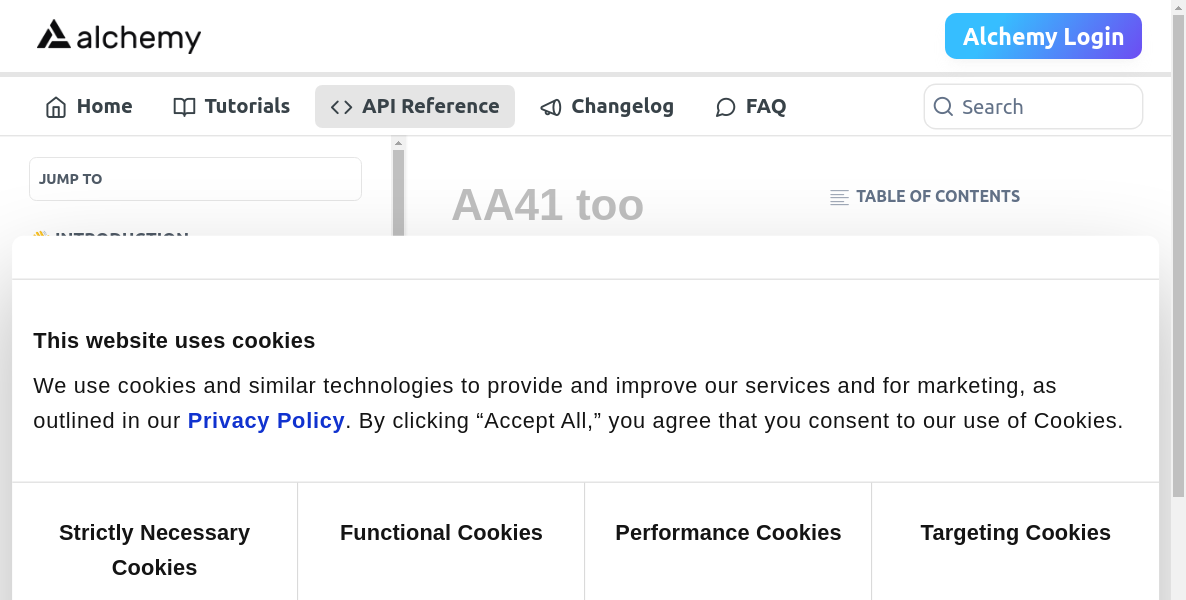 alchemy
Alchemy Login
Home
Tutorials
API Reference
Changelog
FAQ
Search
JUMP TO
AA41 too
TABLE OF CONTENTS
👋 INTRODUCTION
This website uses cookies
We use cookies and similar technologies to provide and improve our services and for marketing, as
outlined in our Privacy Policy. By clicking “Accept All,” you agree that you consent to our use of Cookies.
Strictly Necessary
Cookies
Functional Cookies
Performance Cookies
Targeting Cookies